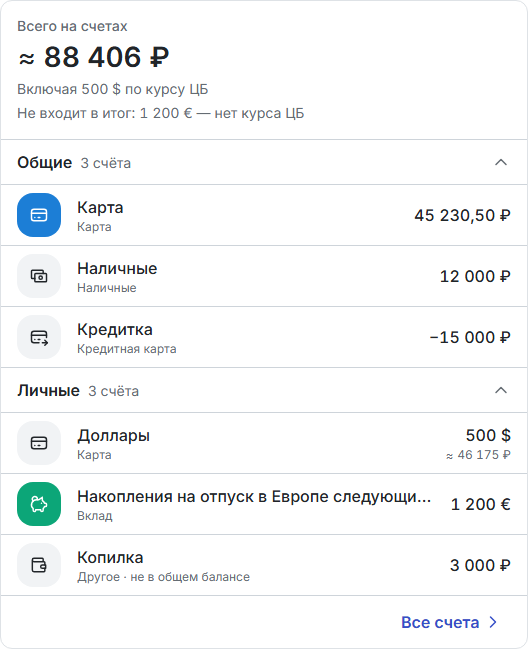 Всего на счетах
≈ 88 406 ₽
Включая 500 $ по курсу ЦБ
Не входит в итог: 1 200 € — нет курса ЦБ
Общие 3 счёта
Карта
Карта
45 230,50 ₽
Наличные
Наличные
12 000 ₽
Кредитка
Кредитная карта
−15 000 ₽
Личные 3 счёта
Доллары
Карта
500 $
≈ 46 175 ₽
Накопления на отпуск в Европе следующи...
Вклад
1 200 €
Копилка
Другое · не в общем балансе
3 000 ₽
Все счета